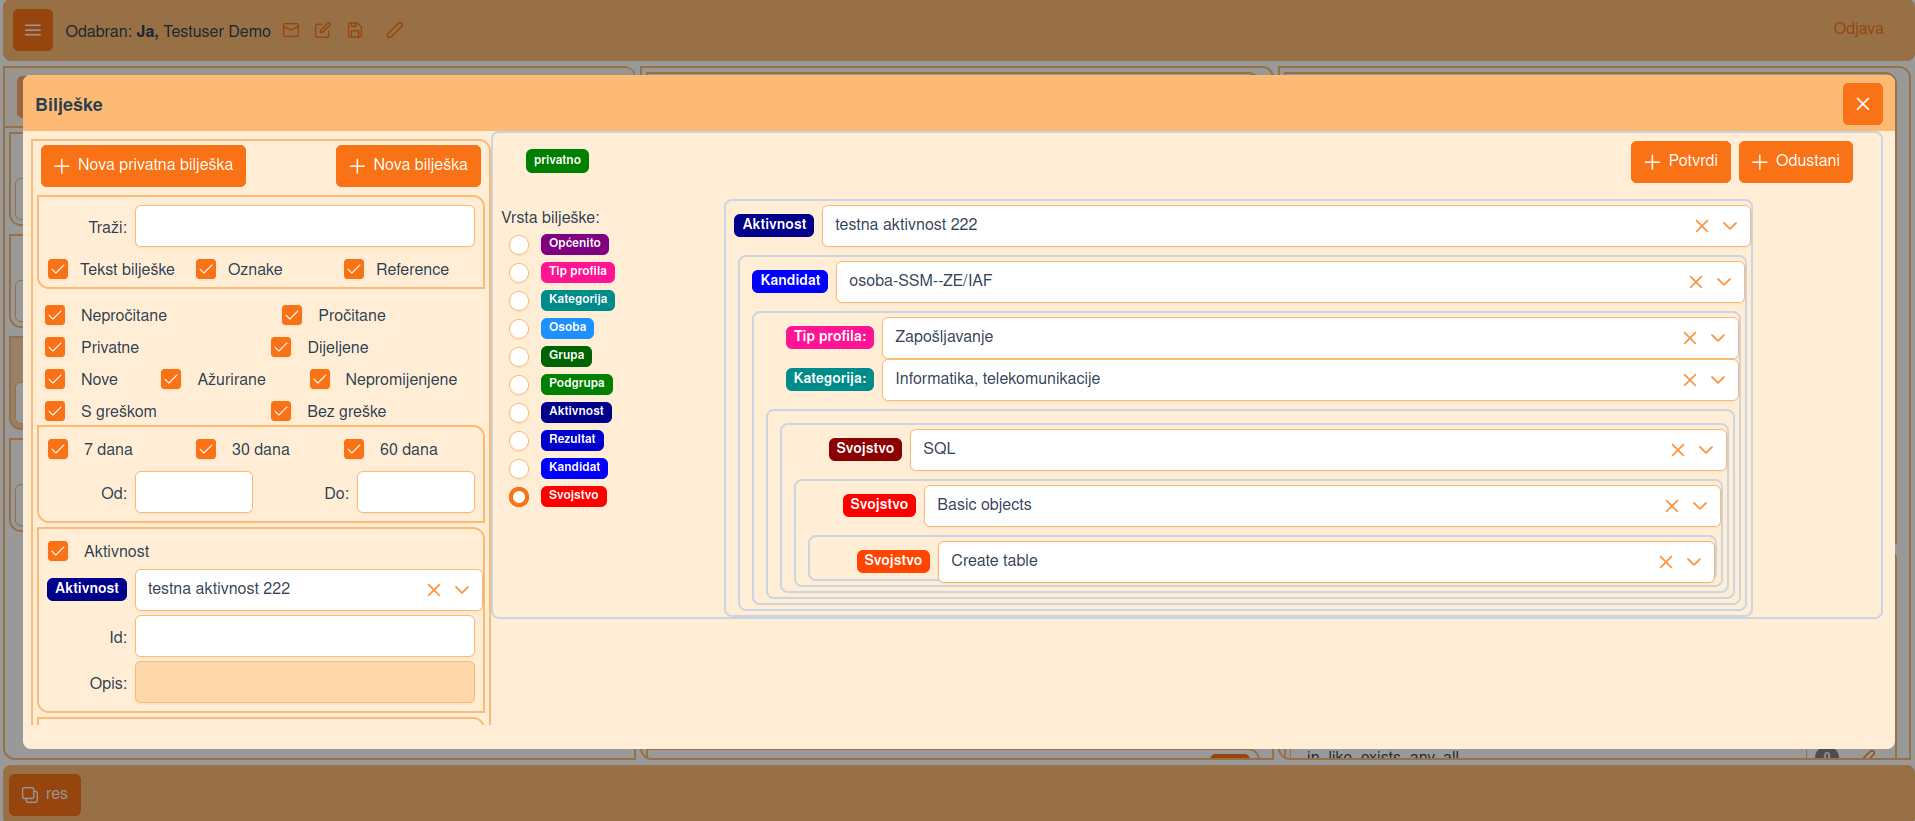 Odabran: Ja, Testuser Demo
Odjava
Bilješke
Nova privatna bilješka
Nova bilješka
Traži:
Tekst bilješke Oznake Reference
Nepročitane Pročitane
Privatne Dijeljene
Nove Ažurirane Nepromijenjene
S greškom Bez greške
7 dana 30 dana 60 dana
Od: Do:
Aktivnost
Aktivnost testna aktivnost 222
Id:
Opis:
privatno
Potvrdi
Odustani
Vrsta bilješke:
Općenito
Tip profila
Kategorija
Osoba
Grupa
Podgrupa
Aktivnost
Rezultat
Kandidat
Svojstvo
Aktivnost testna aktivnost 222
Kandidat osoba-SSM--ZE/IAF
Tip profila: Zapošljavanje
Kategorija: Informatika, telekomunikacije
Svojstvo SQL
Svojstvo Basic objects
Svojstvo Create table
in, like, exists, any, all
0
res